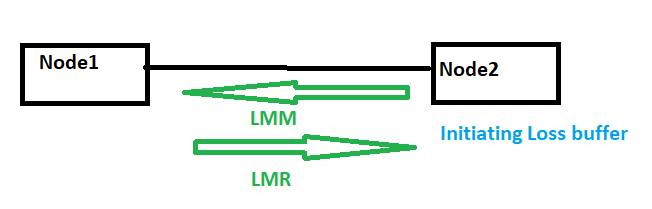 Node1
Node2
LMM
Initiating Loss buffer
LMR